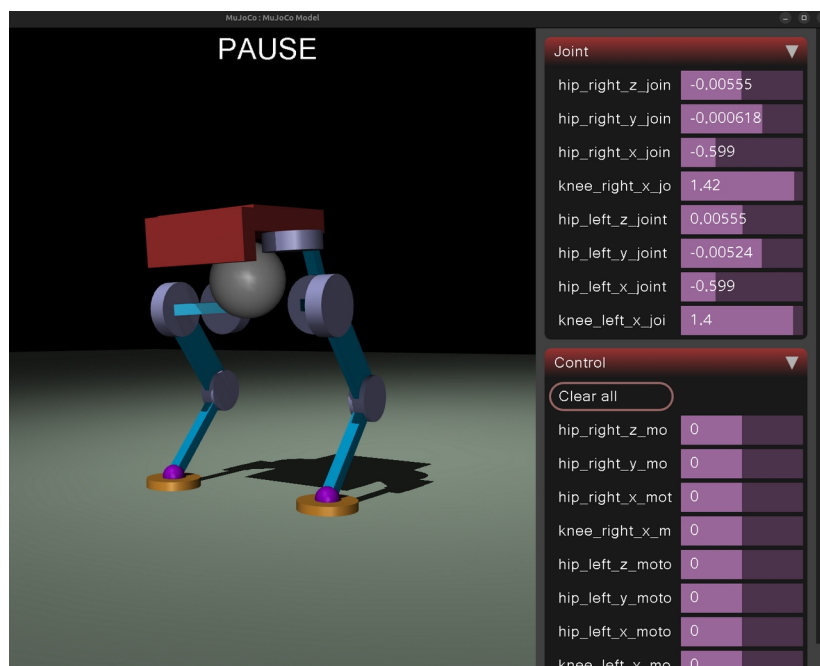 MuJoCo : MuJoCo Model
PAUSE
Joint
hip_right_z_join -0.00555
hip_right_y_join -0.000618
hip_right_x_join -0.599
knee_right_x_jo 1.42
hip_left_z_joint 0.00555
hip_left_y_joint -0.00524
hip_left_x_joint -0.599
knee_left_x_joi 1.4
Control
Clear all
hip_right_z_mo 0
hip_right_y_mo 0
hip_right_x_mot 0
knee_right_x_m 0
hip_left_z_moto 0
hip_left_y_moto 0
hip_left_x_moto 0
knee_left_x_mo 0